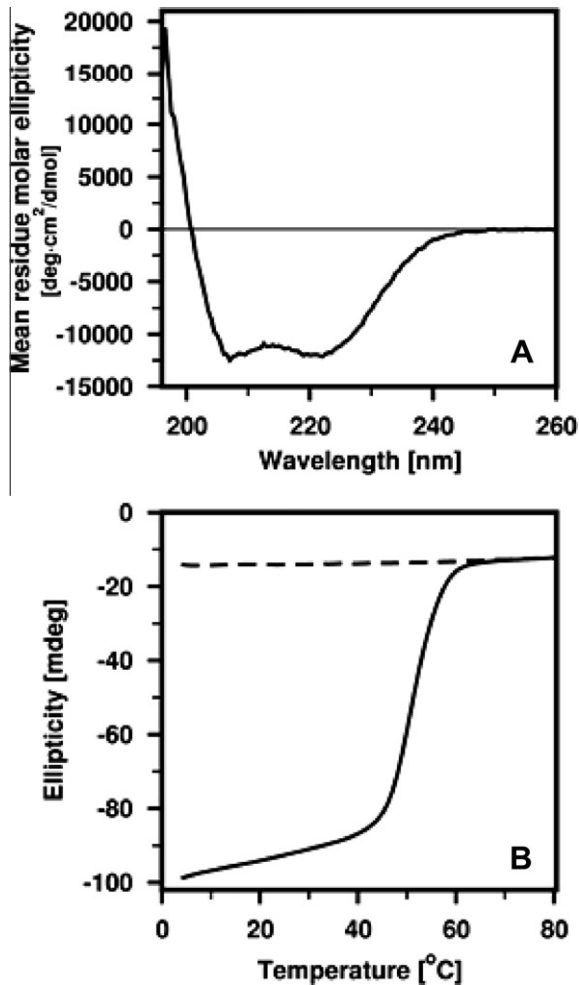 Mean residue molar ellipticity
[deg·cm²/dmol]
20000
15000
10000
5000
0
-5000
-10000
-15000
A
200 220 240 260
Wavelength [nm]
Ellipticity [mdeg]
0
-20
-40
-60
-80
-100
B
0 20 40 60 80
Temperature [°C]